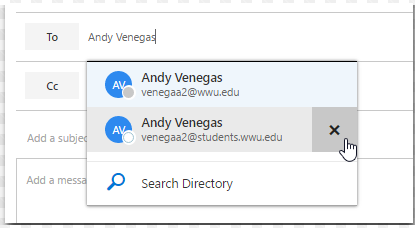 To
Andy Venegas
Cc
AV
Andy Venegas
venegaa2@wwu.edu
AV
Andy Venegas
venegaa2@students.wwu.edu
Add a subjec
Add a messa
Search Directory